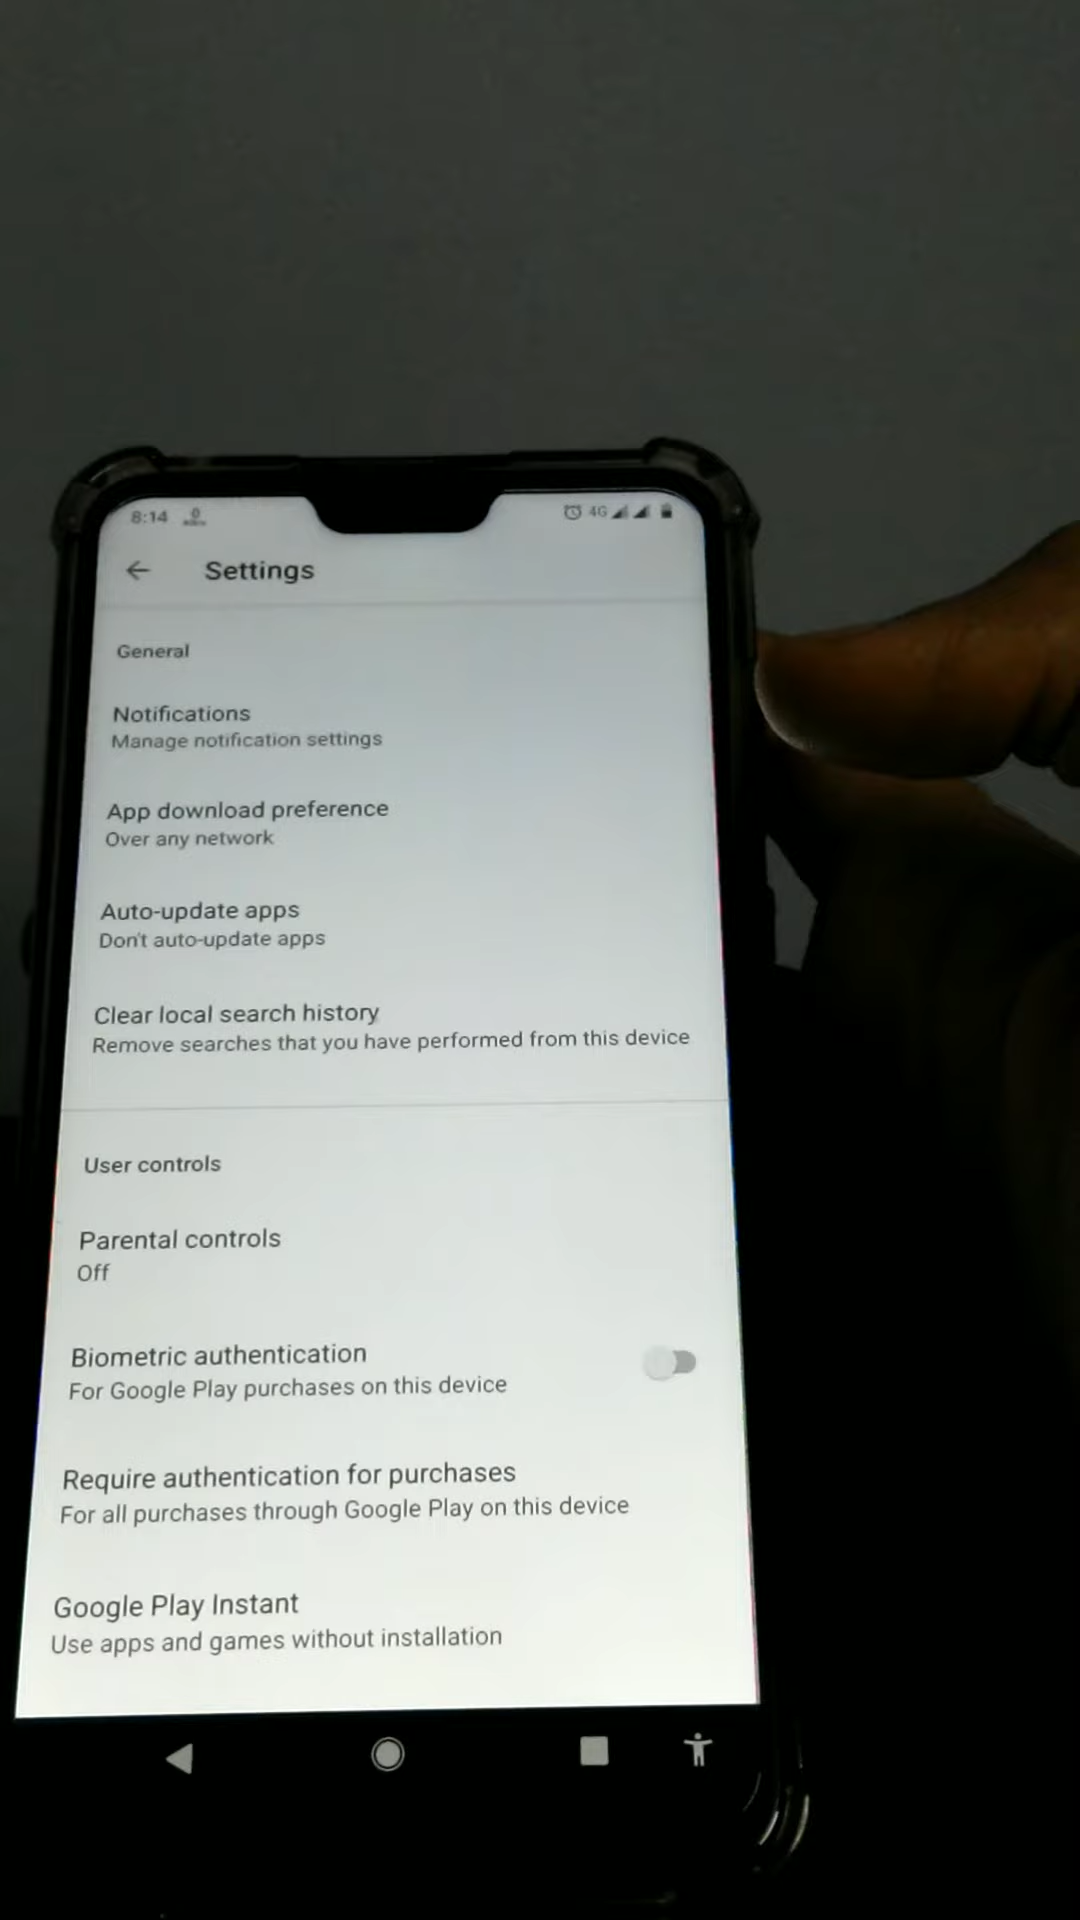 8:14 0 4G
Settings
General
Notifications
Manage notification settings
App download preference
Over any network
Auto-update apps
Don't auto-update apps
Clear local search history
Remove searches that you have performed from this device
User controls
Parental controls
Off
Biometric authentication
For Google Play purchases on this device
Require authentication for purchases
For all purchases through Google Play on this device
Google Play Instant
Use apps and games without installation